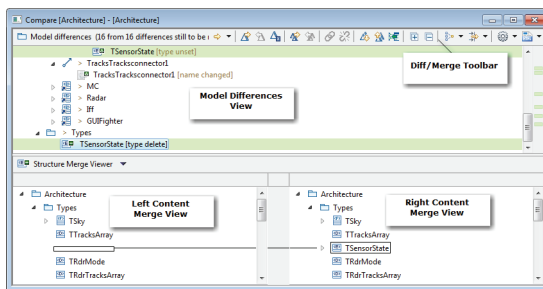 Compare [Architecture] - [Architecture]
Model differences (16 from 16 differences still to be
TSensorState [type unset]
> TracksTracksconnector1
TracksTracksconnector1 [name changed]
> MC
> Radar
> Iff
> GUIFighter
> Types
TSensorState [type delete]
Diff/Merge Toolbar
Model Differences
View
Structure Merge Viewer
Architecture
Types
TSky
TTracksArray
TRdrMode
TRdrTracksArray
Left Content
Merge View
Architecture
Types
TSky
TTracksArray
TSensorState
TRdrMode
TRdrTracksArray
Right Content
Merge View